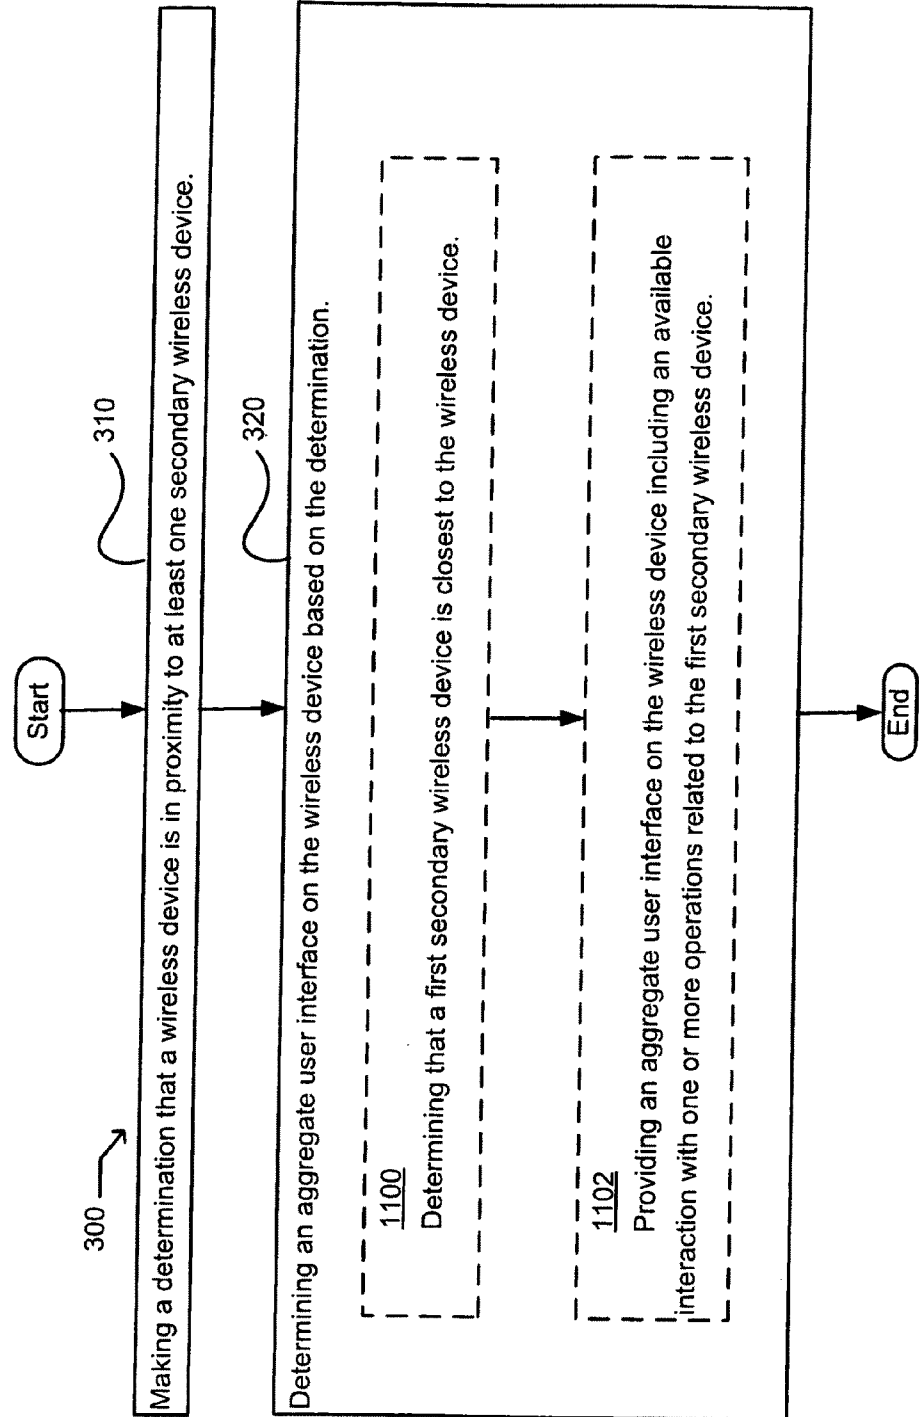 Start
300
310
Making a determination that a wireless device is in proximity to at least one secondary wireless device.
320
Determining an aggregate user interface on the wireless device based on the determination.
1100
Determining that a first secondary wireless device is closest to the wireless device.
1102
Providing an aggregate user interface on the wireless device including an available
interaction with one or more operations related to the first secondary wireless device.
End